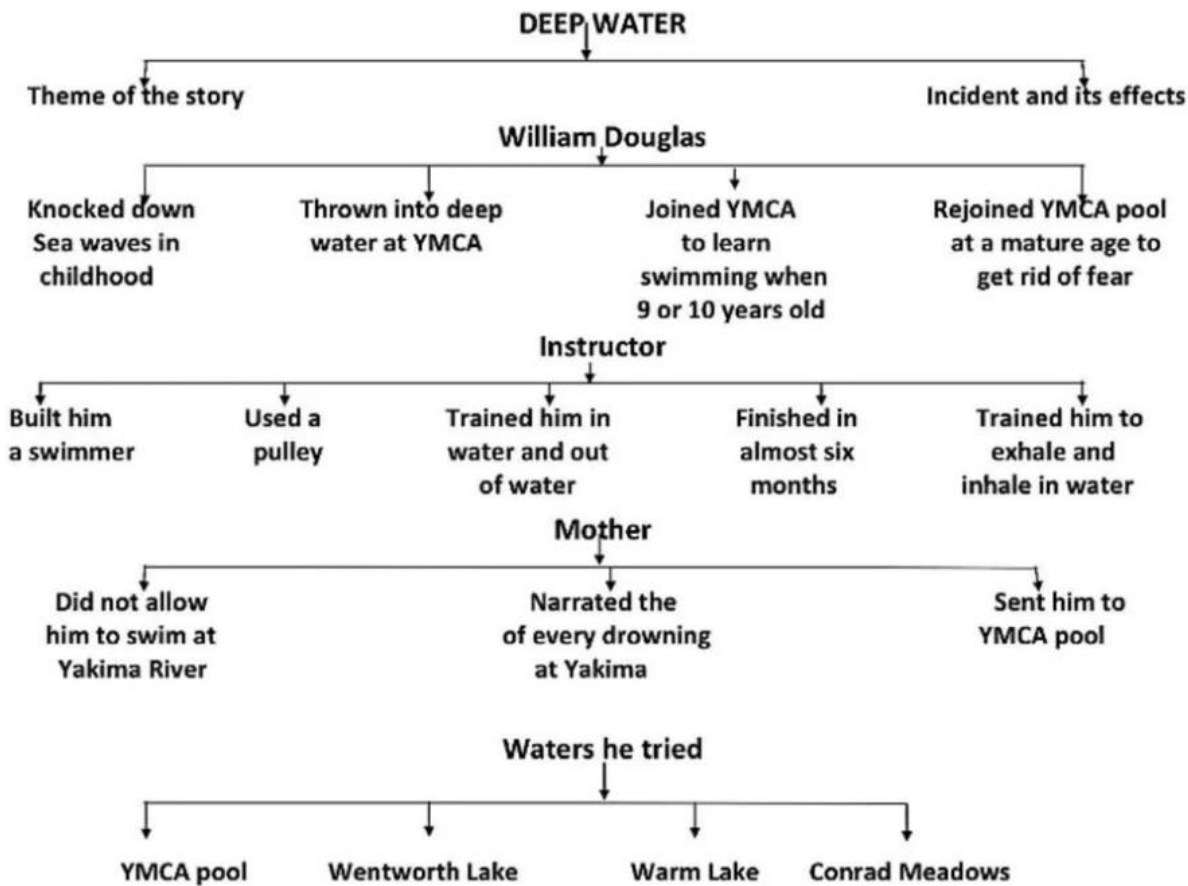 DEEP WATER
Theme of the story
Incident and its effects
William Douglas
Knocked down
Sea waves in
childhood
Thrown into deep
water at YMCA
Joined YMCA
to learn
swimming when
9 or 10 years old
Rejoined YMCA pool
at a mature age to
get rid of fear
Instructor
Built him
a swimmer
Used a
pulley
Trained him in
water and out
of water
Finished in
almost six
months
Trained him to
exhale and
inhale in water
Mother
Did not allow
him to swim at
Yakima River
Narrated the
of every drowning
at Yakima
Sent him to
YMCA pool
Waters he tried
YMCA pool
Wentworth Lake
Warm Lake
Conrad Meadows